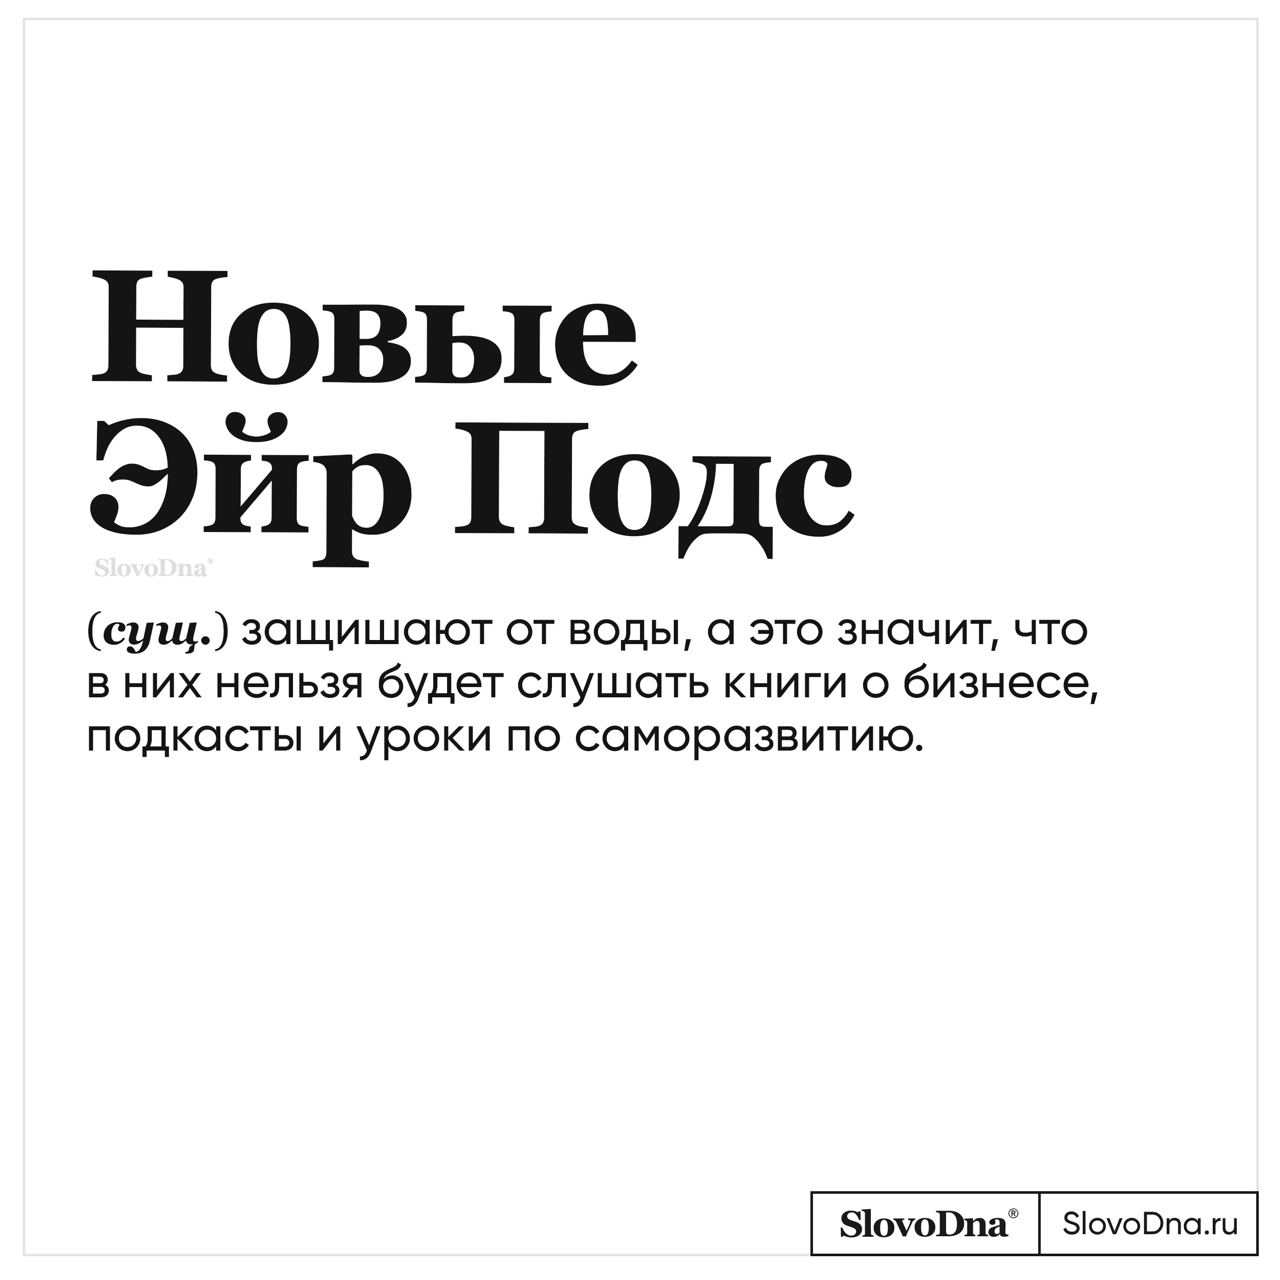 Новые
Эйр Подс
SlovoDna®
(сущ.) защишают от воды, а это значит, что
в них нельзя будет слушать книги о бизнесе,
подкасты и уроки по саморазвитию.
SlovoDna® SlovoDna.ru